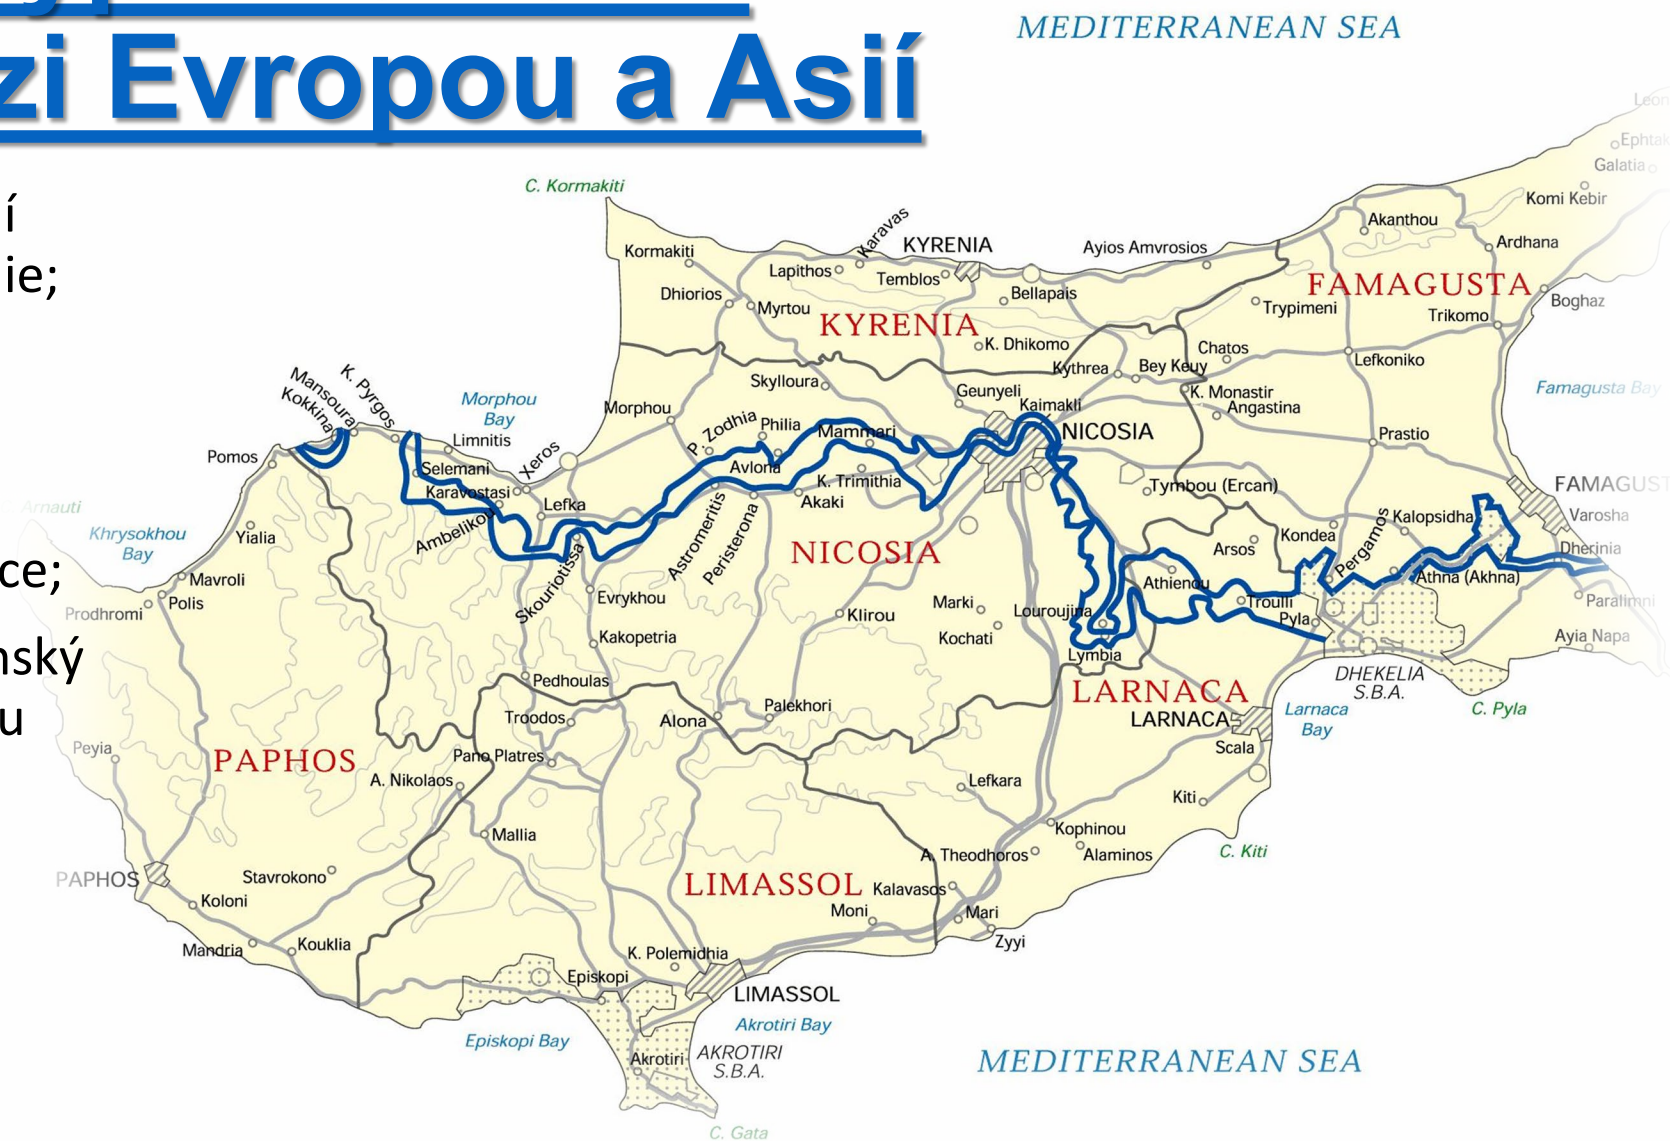 zi Evropou a Asií
í
ie;
ce;
nský
u
MEDITERRANEAN SEA
C. Kormakiti
Ephtak
Galatia
Komi Kebir
Akanthou
Ardhana
Karavas
KYRENIA
Ayios Amvrosios
Kormakiti
Lapithos
Temblos
Bellapais
FAMAGUSTA
Boghaz
Dhiorios
Myrtou
KYRENIA
Trypimeni
Trikomo
K. Dhikomo
Chatos
Lefkoniko
Kythrea
Bey Keuy
Mansoura
Kokkina
K. Pyrgos
Morphou
Bay
Skylloura
Geunyeli
K. Monastir
Angastina
Famagusta Bay
Morphou
Kaimakli
P. Zodhia
Philia
Mammari
NICOSIA
Prastio
Limnitis
Pomos
Xeros
Selemani
Avlona
Karavostasi
K. Trimithia
Tymbou (Ercan)
FAMAGUST
Lefka
Akaki
Arnauti
Khrysokhou
Bay
Yialia
Ambelikou
Varosha
Kalopsidha
Kondea
Pergamos
Arsos
Dherinia
Astromeritis
Peristerona
NICOSIA
Mavroli
Polis
Prodhromi
Skouriotissa
Evrykhou
Athienou
Athna (Akhna)
Paralimni
Marki
Klirou
Louroujina
Troulli
Pyla
Kochati
Kakopetria
Ayia Napa
Lymbia
Pedhoulas
DHEKELIA
S.B.A.
LARNACA
Larnaca
Bay
C. Pyla
Troodos
Alona
Palekhori
LARNACA
Scala
Peyia
PAPHOS
Pano Platres
A. Nikolaos
Lefkara
Kiti
Mallia
Kophinou
Alaminos
C. Kiti
A. Theodhoros
PAPHOS
Stavrokono
LIMASSOL
Kalavasos
Koloni
Moni
Mari
Zyyi
Mandria
Kouklia
K. Polemidhia
Episkopi
LIMASSOL
Episkopi Bay
Akrotiri Bay
Akrotiri
AKROTIRI
S.B.A.
MEDITERRANEAN SEA
C. Gata